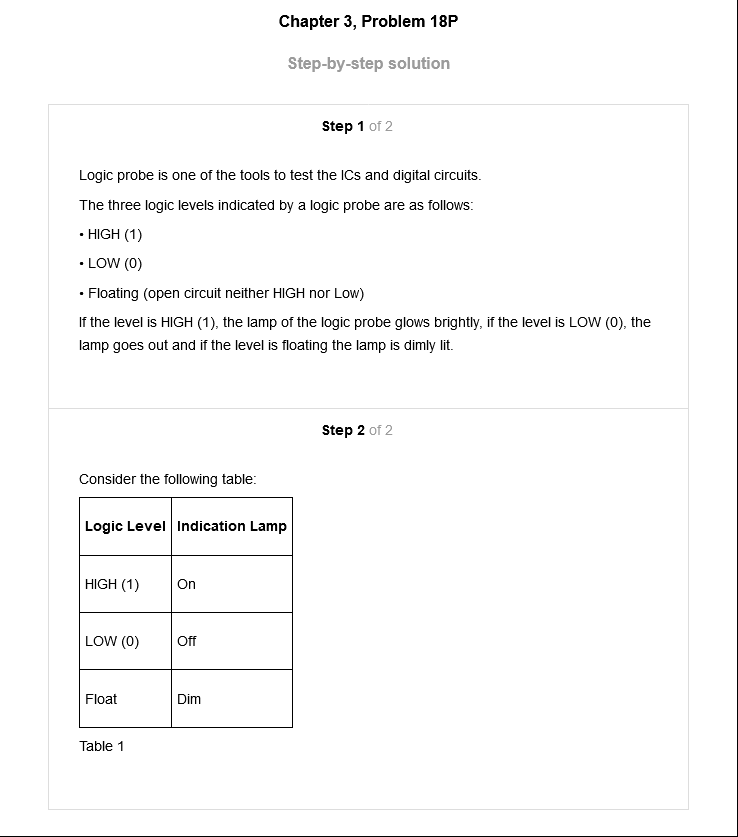 Chapter 3, Problem 18P
Step-by-step solution
Step 1 of 2
Logic probe is one of the tools to test the ICs and digital circuits.
The three logic levels indicated by a logic probe are as follows:
• HIGH (1)
• LOW (0)
• Floating (open circuit neither HIGH nor Low)
If the level is HIGH (1), the lamp of the logic probe glows brightly, if the level is LOW (0), the
lamp goes out and if the level is floating the lamp is dimly lit.
Step 2 of 2
Consider the following table:
Logic Level Indication Lamp
HIGH (1) On
LOW (0) Off
Float Dim
Table 1